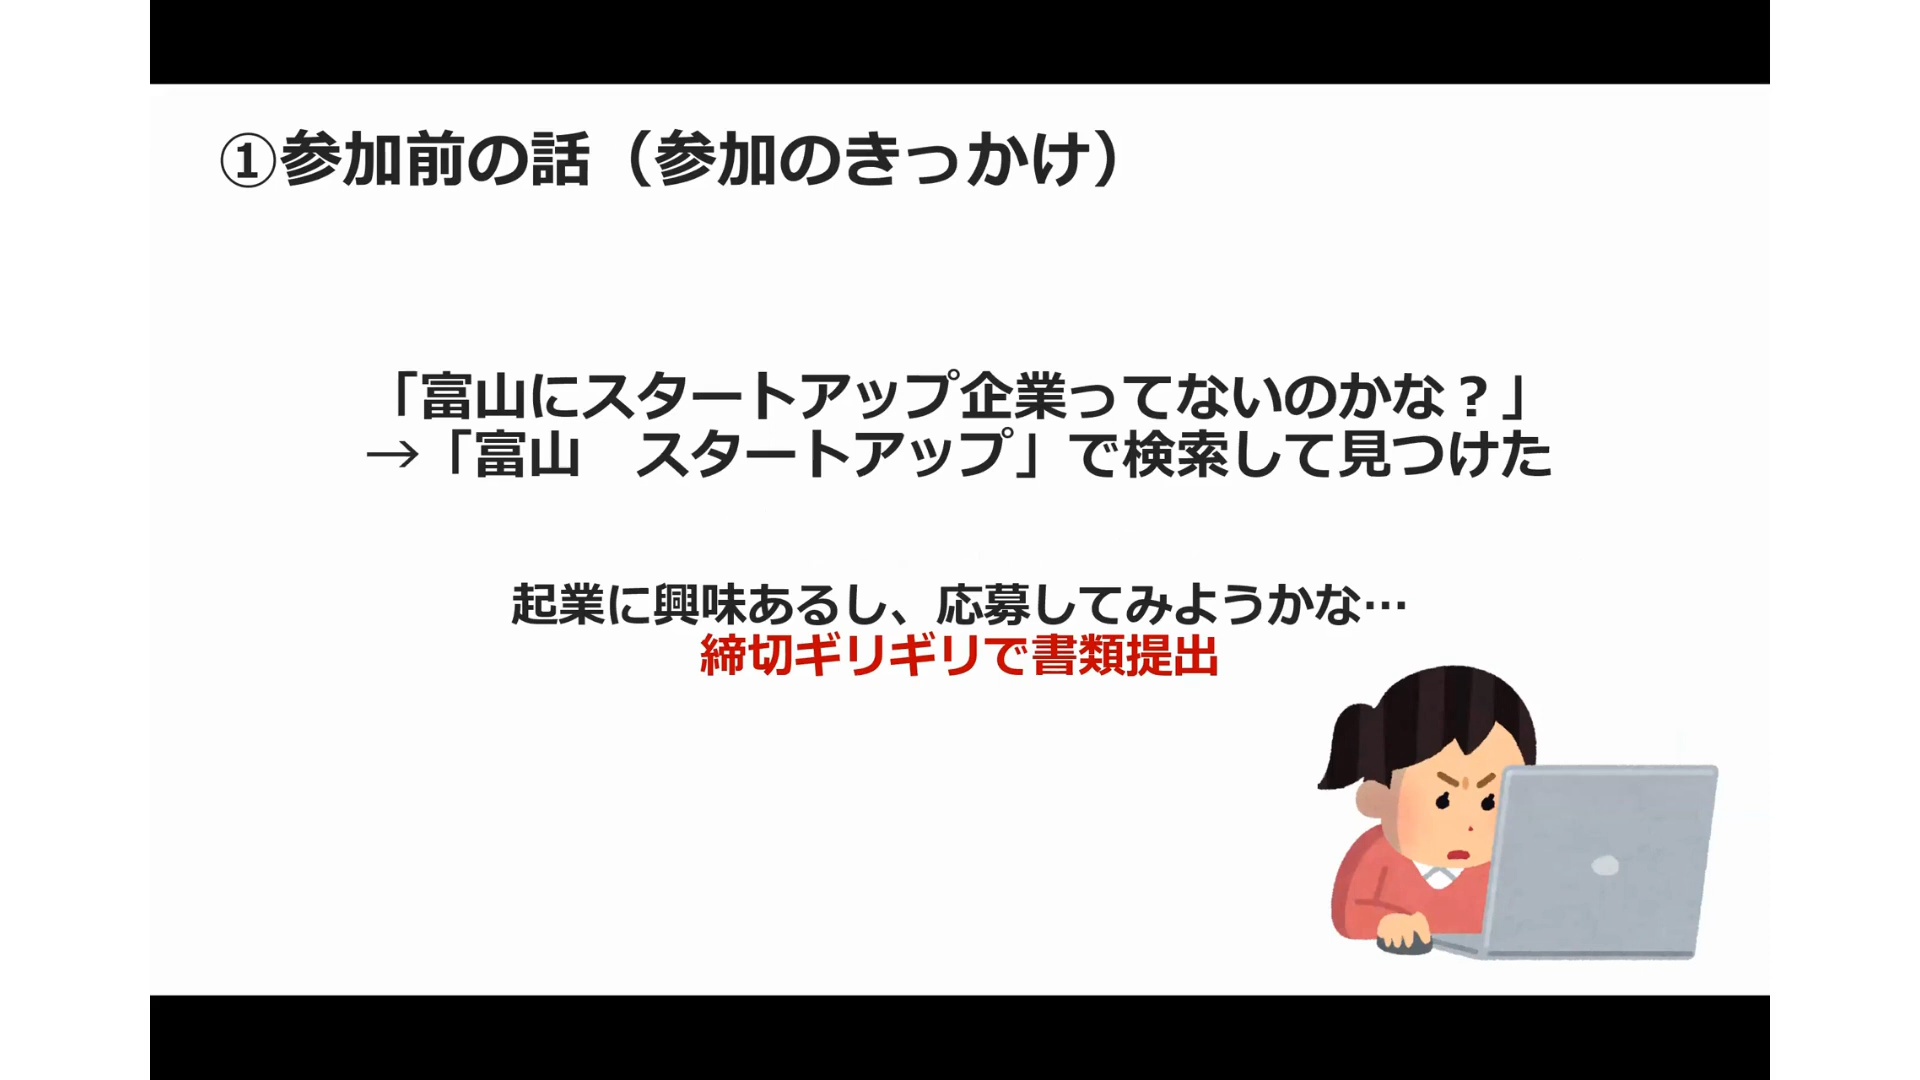 ①参加前の話（参加のきっかけ）
「富山にスタートアップ企業ってないのかな？」
→「富山　スタートアップ」で検索して見つけた
起業に興味あるし、応募してみようかな…
締切ギリギリで書類提出